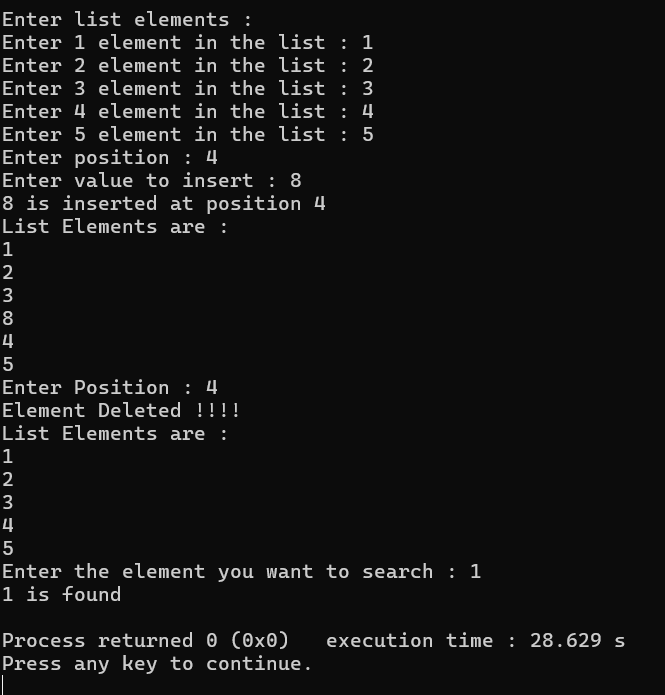 Enter list elements :
Enter 1 element in the list : 1
Enter 2 element in the list : 2
Enter 3 element in the list : 3
Enter 4 element in the list : 4
Enter 5 element in the list : 5
Enter position : 4
Enter value to insert : 8
8 is inserted at position 4
List Elements are :
1
2
3
8
4
5
Enter Position : 4
Element Deleted !!!!
List Elements are :
1
2
3
4
5
Enter the element you want to search : 1
1 is found

Process returned 0 (0x0)   execution time : 28.629 s
Press any key to continue.